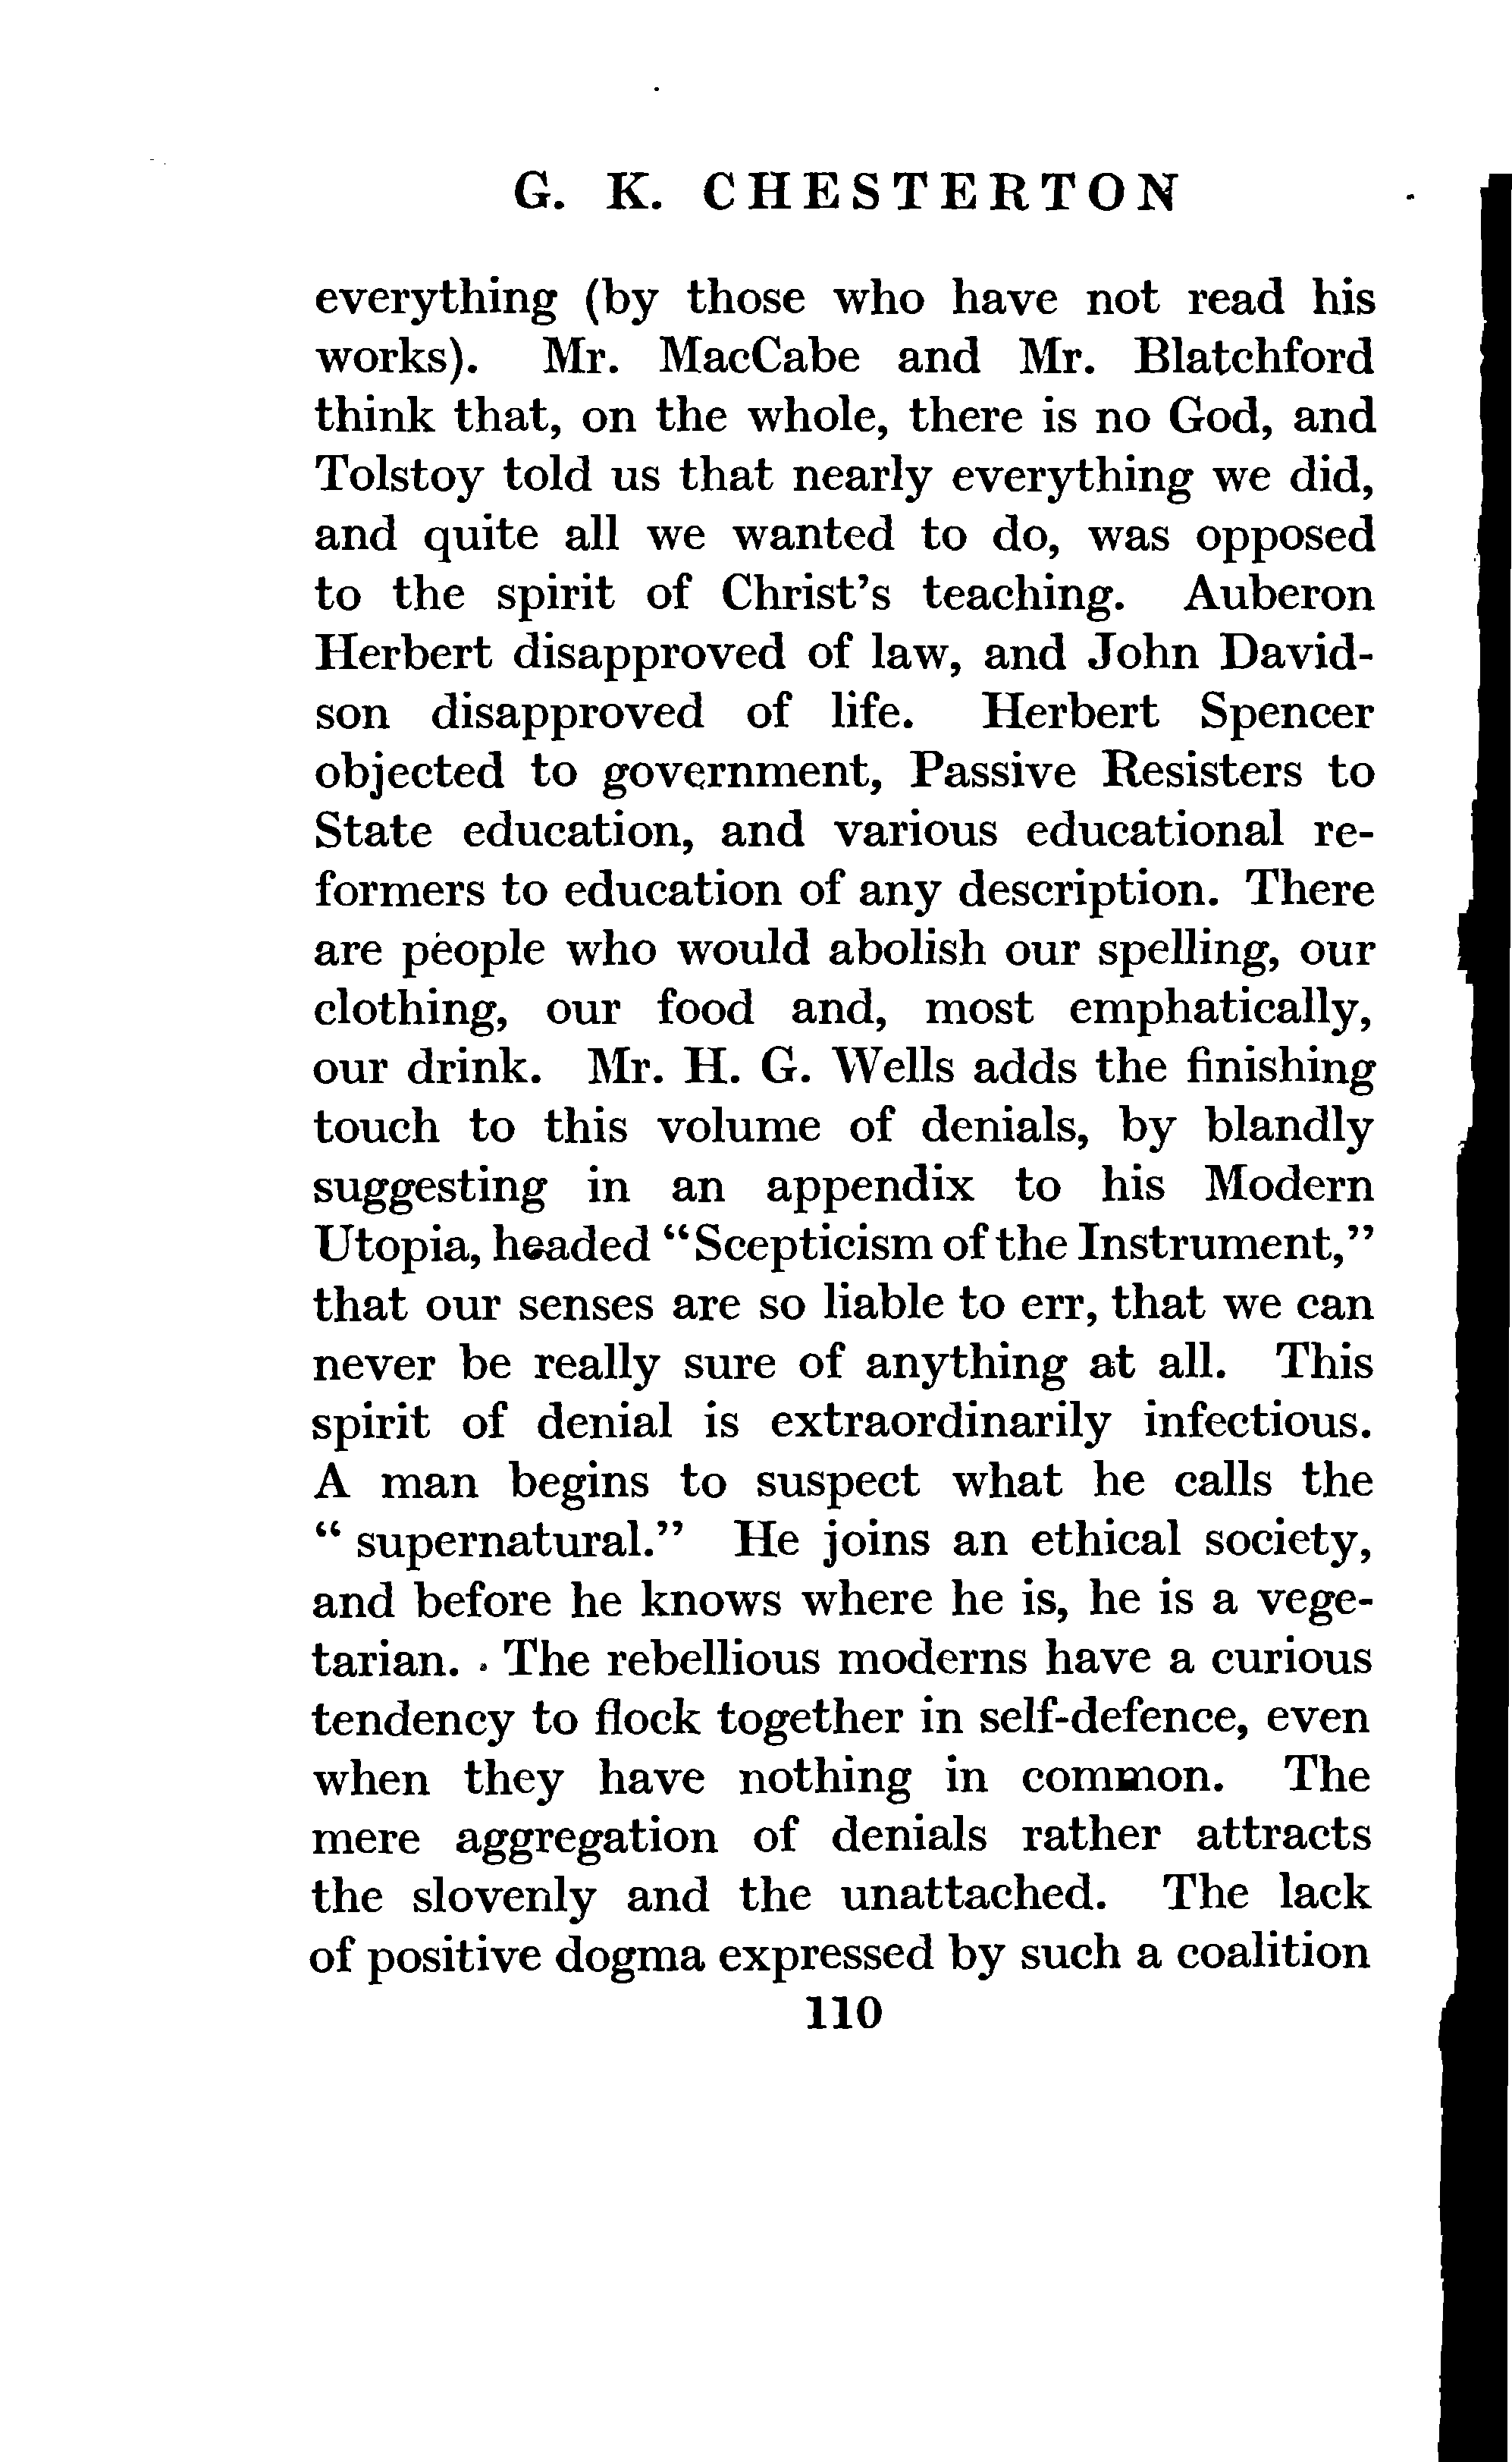 G. K. CHESTERTON
everything (by those who have not read his
works). Mr. MacCabe and Mr. Blatchford
think that, on the whole, there is no God, and
Tolstoy told us that nearly everything we did,
and quite all we wanted to do, was opposed
to the spirit of Christ's teaching. Auberon
Herbert disapproved of law, and John David-
son disapproved of life. Herbert Spencer
objected to government, Passive Resisters to
State education, and various educational re-
formers to education of any description. There
are people who would abolish our spelling, our
clothing, our food and, most emphatically,
our drink. Mr. H. G. Wells adds the finishing
touch to this volume of denials, by blandly
suggesting in an appendix to his Modern
Utopia, headed "Scepticism of the Instrument,"
that our senses are so liable to err, that we can
never be really sure of anything at all. This
spirit of denial is extraordinarily infectious.
A man begins to suspect what he calls the
" supernatural." He joins an ethical society,
and before he knows where he is, he is a vege-
tarian. The rebellious moderns have a curious
tendency to flock together in self-defence, even
when they have nothing in common. The
mere aggregation of denials rather attracts
the slovenly and the unattached. The lack
of positive dogma expressed by such a coalition
110